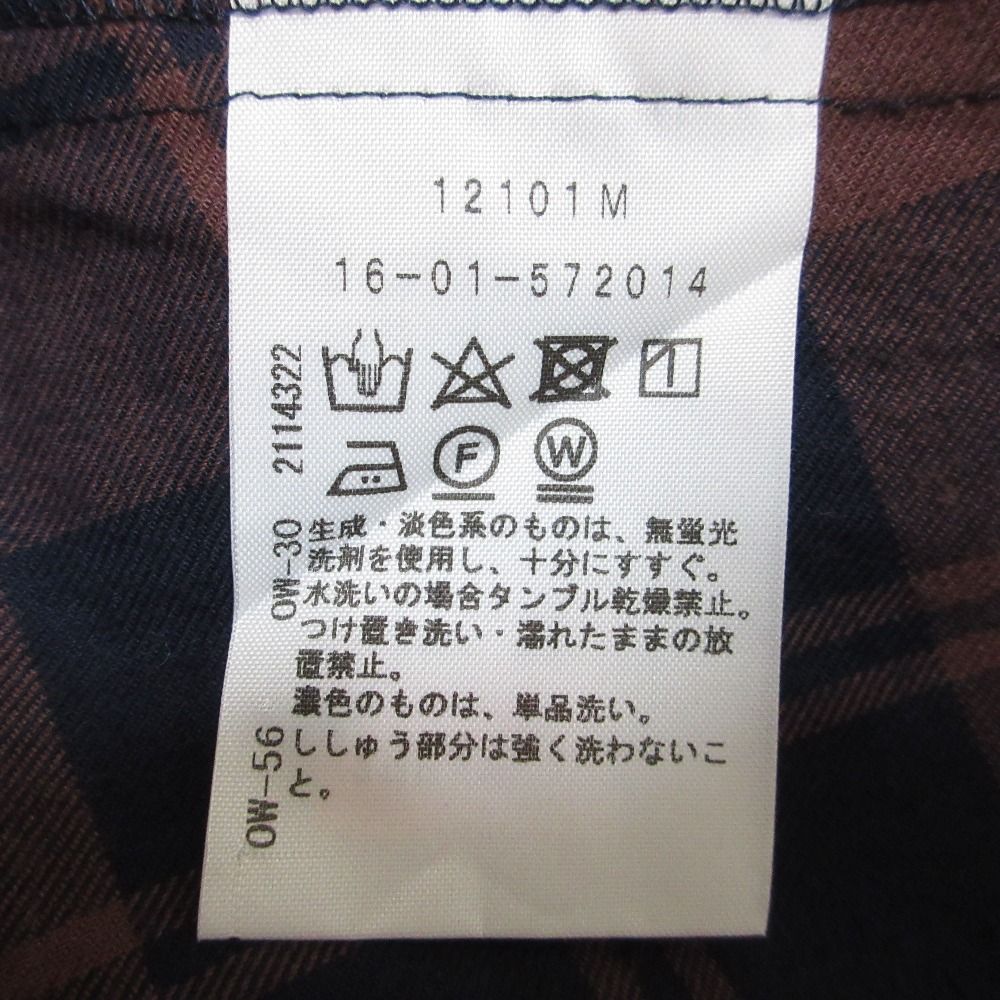 12101M
16-01-572014
F
W
生成・淡色系のものは、無蛍光
洗剤を使用し、十分にすすぐ。
水洗いの場合タンブル乾燥禁止。
つけ置き洗い・濡れたままの放
置禁止。
濃色のものは、単品洗い。
ししゅう部分は強く洗わないこ
と。
OW-56
OW-30
2114322